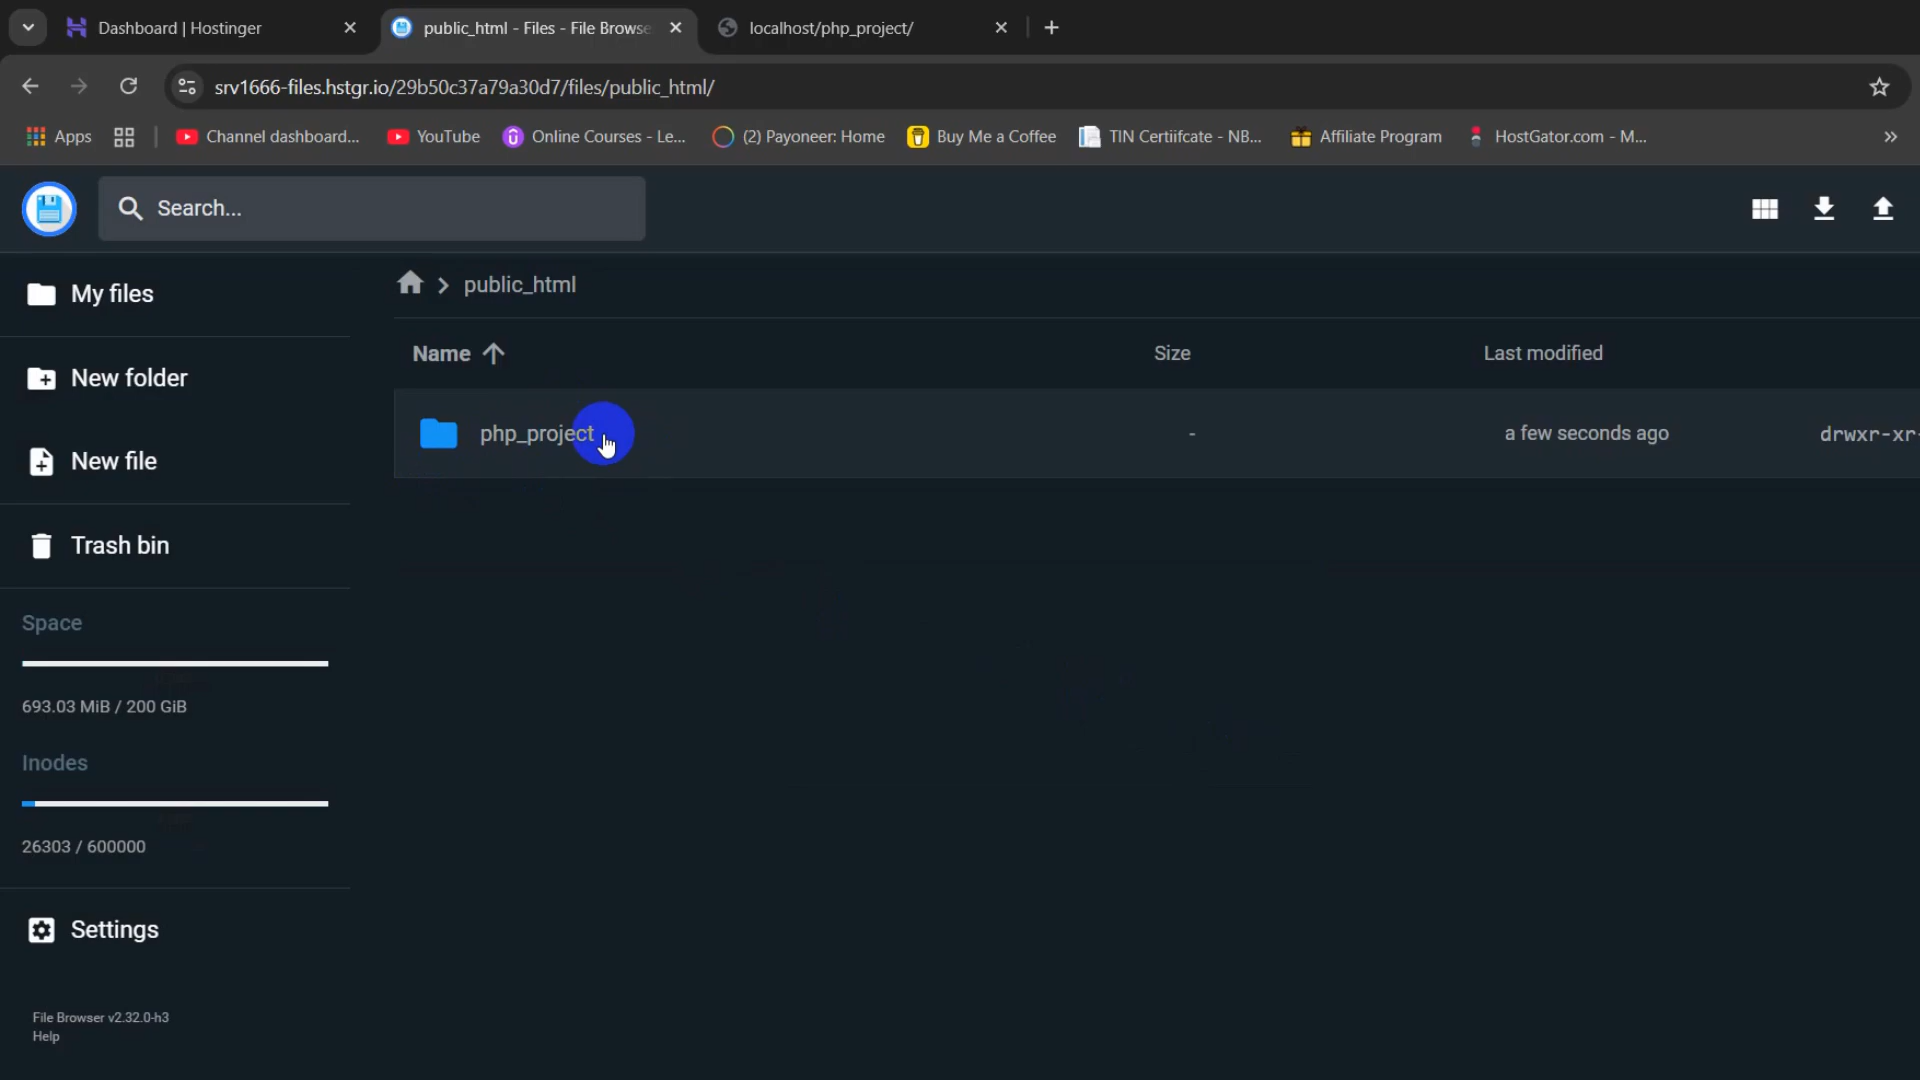 Dashboard | Hostinger
public_html - Files - File Browse
localhost/php_project/
srv1666-files.hstgr.io/29b50c37a79a30d7/files/public_html/
Apps
Channel dashboard...
YouTube
Online Courses - Le...
(2) Payoneer: Home
Buy Me a Coffee
TIN Certiifcate - NB...
Affiliate Program
HostGator.com - M...
Search...
My files
New folder
New file
Trash bin
Space
693.03 MiB / 200 GiB
Inodes
26303 / 600000
Settings
File Browser v2.32.0-h3
Help
public_html
Name
Size
Last modified
php_project
-
a few seconds ago
drwxr-xr-